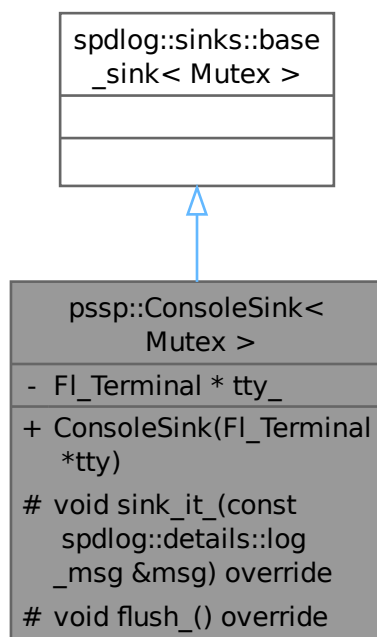 spdlog::sinks::base
_sink< Mutex >
pssp::ConsoleSink<
Mutex >
- Fl_Terminal * tty_
+ ConsoleSink(Fl_Terminal
*tty)
# void sink_it_(const
spdlog::details::log
_msg &msg) override
# void flush_() override